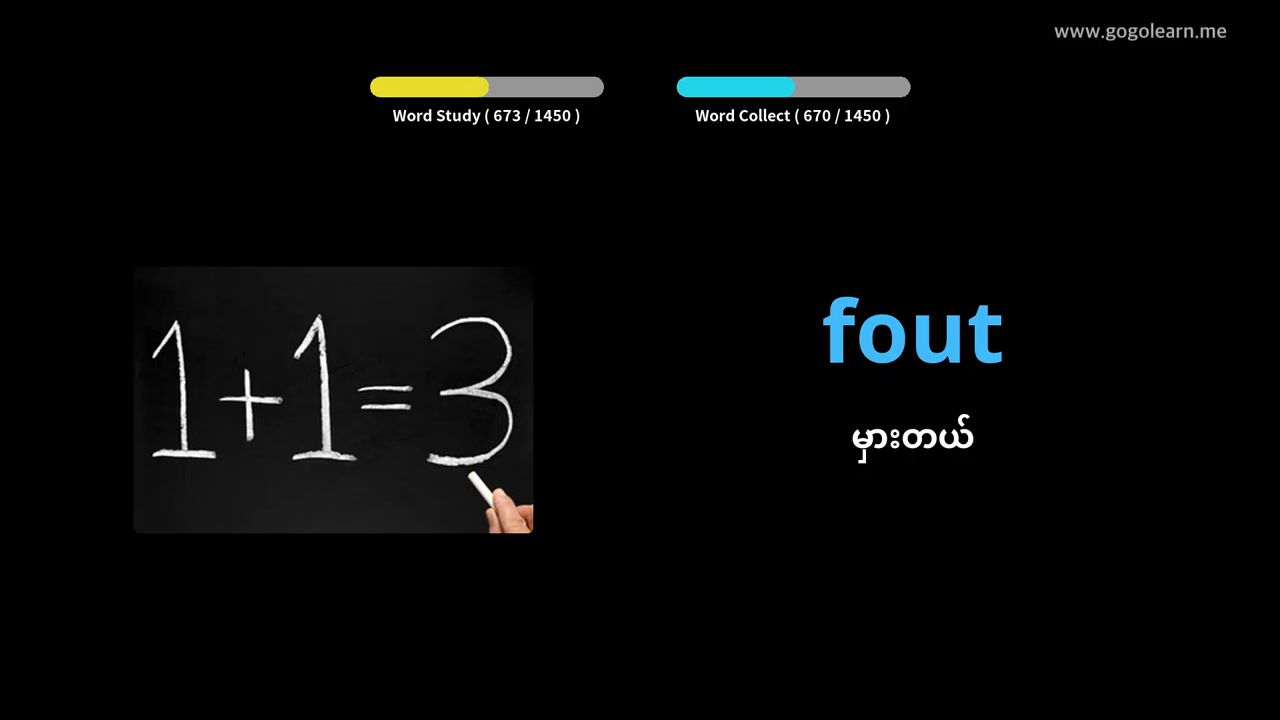 www.gogolearn.me
Word Study ( 673 / 1450 )
Word Collect ( 670 / 1450 )
1+1=3
fout
မှားတယ်